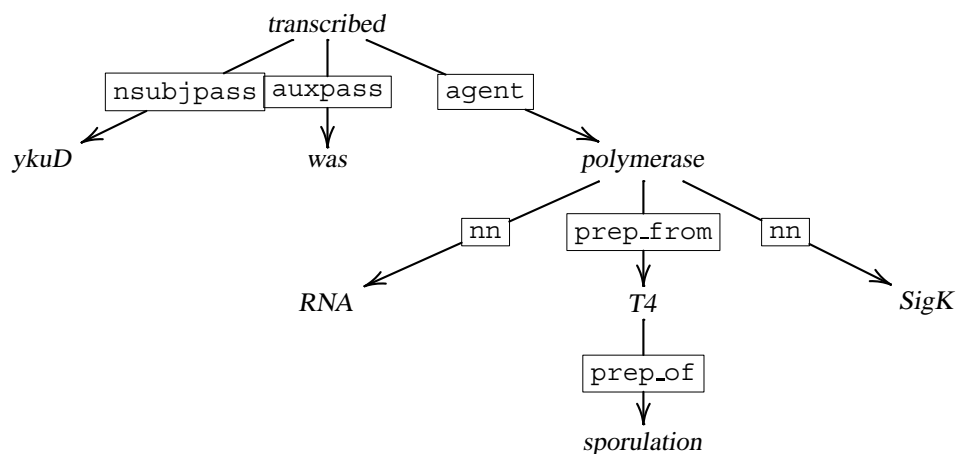 transcribed
nsubjpass auxpass agent
ykuD was polymerase
nn prep_from nn
RNA T4 SigK
prep_of
sporulation